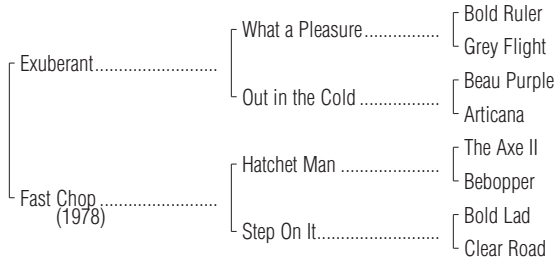 Bold Ruler
What a Pleasure..................
Grey Flight
Exuberant.............................
Beau Purple
Out in the Cold ...................
Articana
The Axe II
Hatchet Man .......................
Bebopper
Fast Chop ............................
(1978)
Bold Lad
Step On It.............................
Clear Road